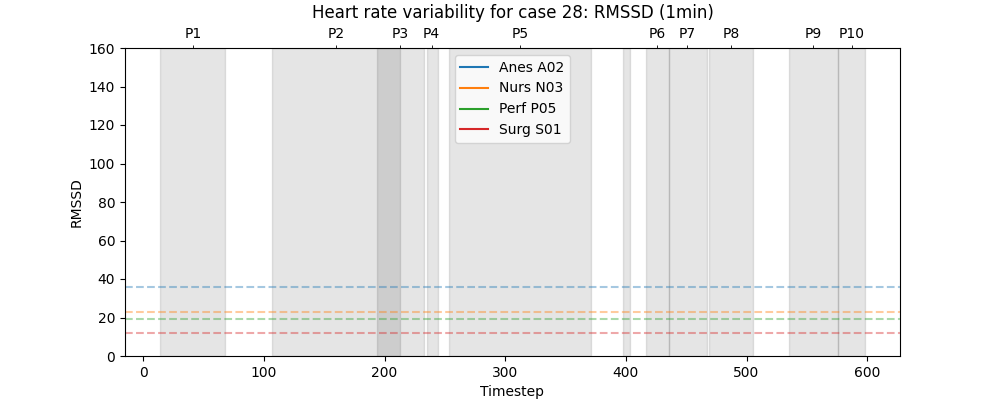 Heart rate variability for case 28: RMSSD (1min)
P1 P2 P3 P4 P5 P6 P7 P8 P9 P10
160
140
120
100
80
60
40
20
0
RMSSD
Anes A02
Nurs N03
Perf P05
Surg S01
0 100 200 300 400 500 600
Timestep